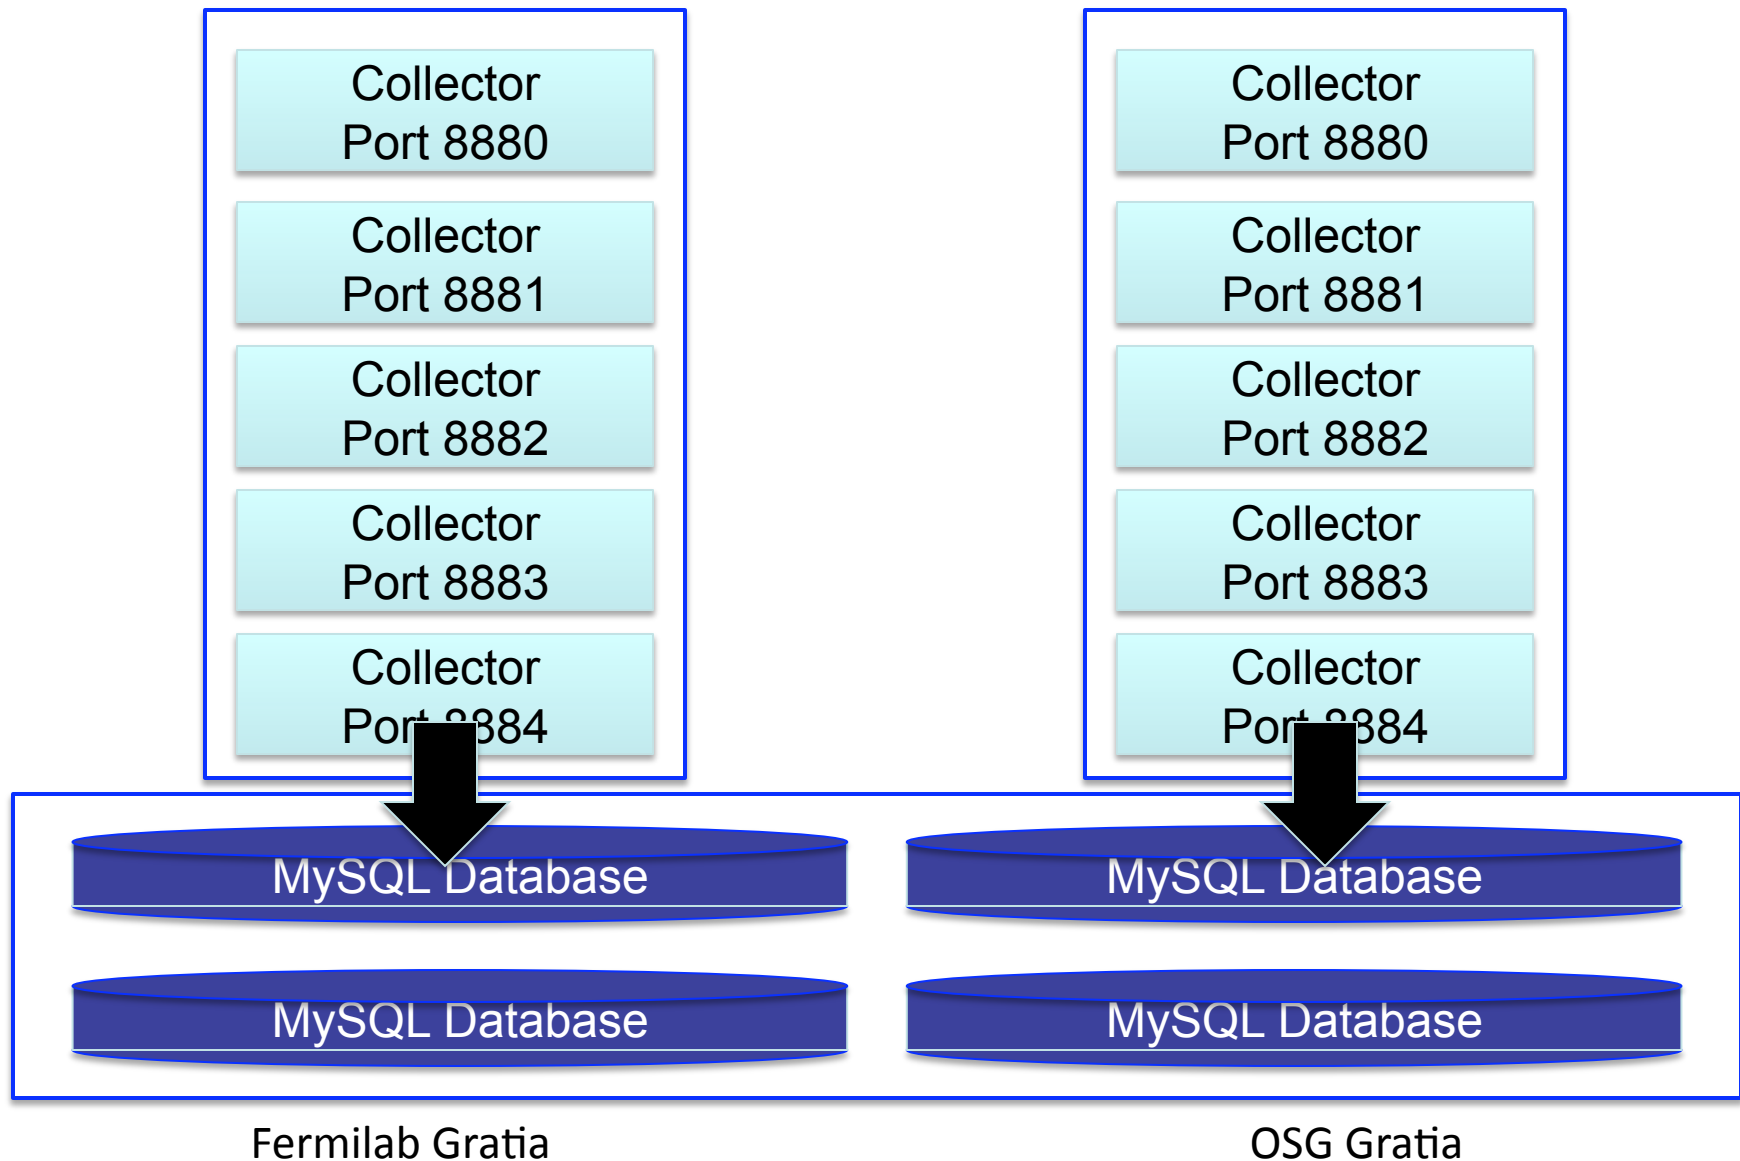 Collector
Port 8880
Collector
Port 8881
Collector
Port 8882
Collector
Port 8883
Collector
Port 8884
Collector
Port 8880
Collector
Port 8881
Collector
Port 8882
Collector
Port 8883
Collector
Port 8884
MySQL Database
MySQL Database
MySQL Database
MySQL Database
Fermilab Gratia
OSG Gratia